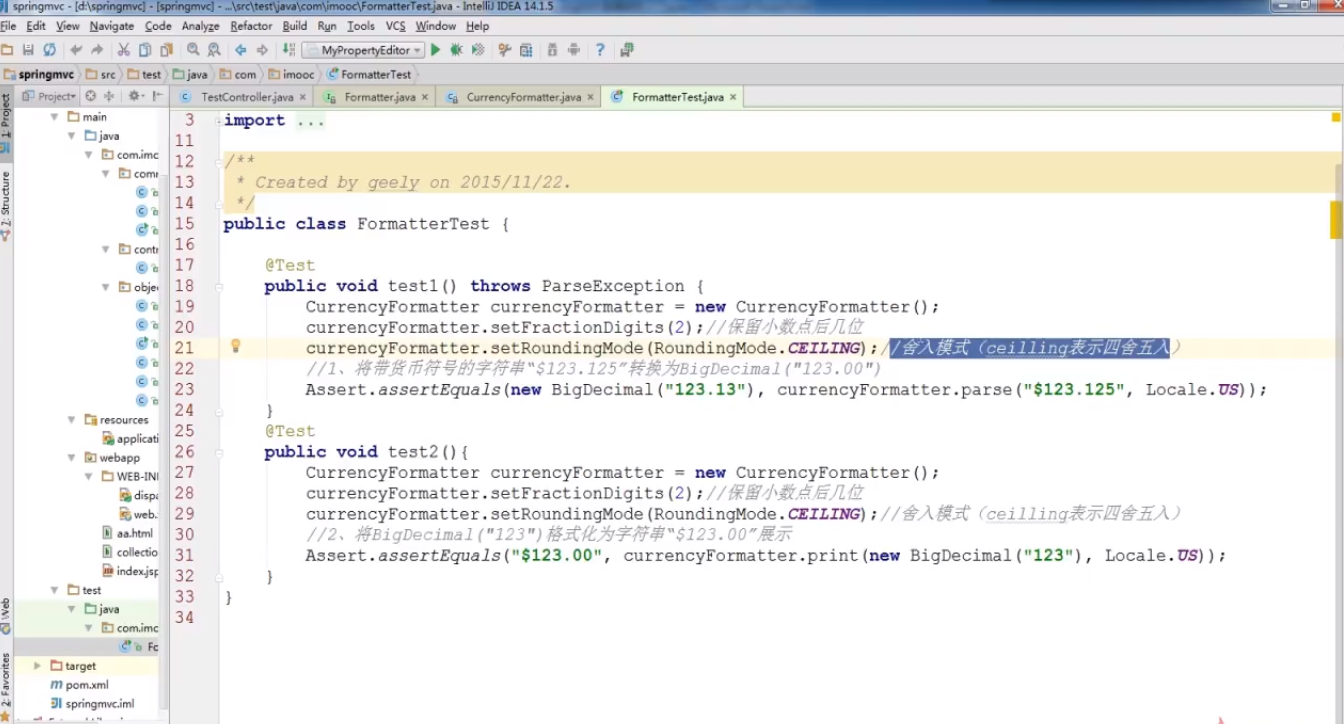 springmvc - [d:\springmvc] - [springmvc] - ...\src\test\java\com\imooc\FormatterTest.java - IntelliJ IDEA 14.1.5
File Edit View Navigate Code Analyze Refactor Build Run Tools VCS Window Help
MyPropertyEditor
springmvc src test java com imooc FormatterTest
Project TestController.java Formatter.java CurrencyFormatter.java FormatterTest.java
1: Project
7: Structure
Web
2: Favorites
main
java
com.imc
com
cont
obje
resources
applicati
webapp
WEB-IN
dispa
web.
aa.html
collectio
index.jsp
test
java
com.imc
Fo
target
pom.xml
springmvc.iml
3 import ...
11
12 /**
13 * Created by geely on 2015/11/22.
14 */
15 public class FormatterTest {
16
17 @Test
18 public void test1() throws ParseException {
19 CurrencyFormatter currencyFormatter = new CurrencyFormatter();
20 currencyFormatter.setFractionDigits(2);//保留小数点后几位
21 currencyFormatter.setRoundingMode(RoundingMode.CEILING);//舍入模式（ceilling表示四舍五入）
22 //1、将带货币符号的字符串“$123.125”转换为BigDecimal("123.00")
23 Assert.assertEquals(new BigDecimal("123.13"), currencyFormatter.parse("$123.125", Locale.US));
24 }
25 @Test
26 public void test2(){
27 CurrencyFormatter currencyFormatter = new CurrencyFormatter();
28 currencyFormatter.setFractionDigits(2);//保留小数点后几位
29 currencyFormatter.setRoundingMode(RoundingMode.CEILING);//舍入模式（ceilling表示四舍五入）
30 //2、将BigDecimal("123")格式化为字符串“$123.00”展示
31 Assert.assertEquals("$123.00", currencyFormatter.print(new BigDecimal("123"), Locale.US));
32 }
33 }
34